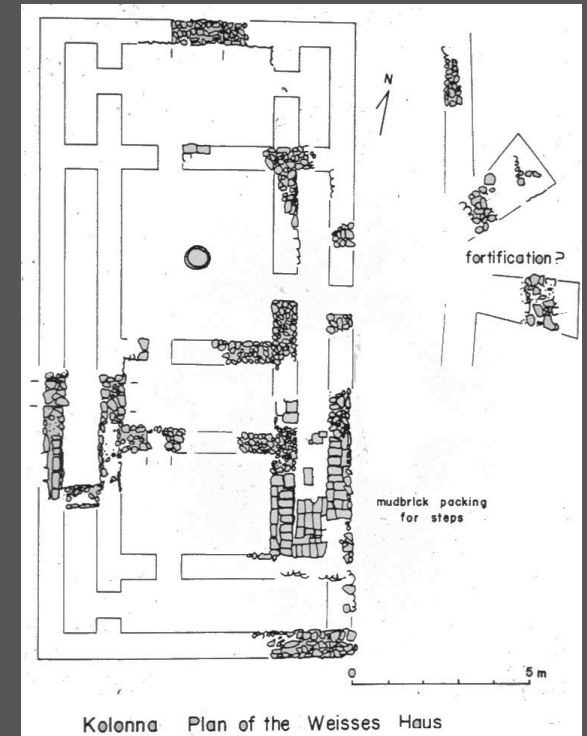 N
fortification?
mudbrick packing
for steps
0 5 m
Kolonna Plan of the Weisses Haus